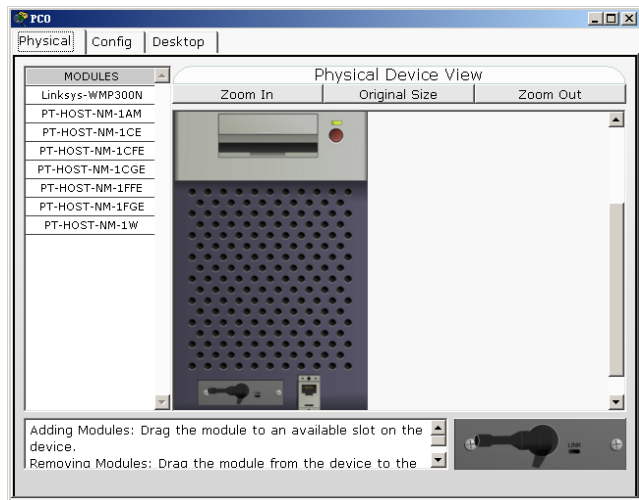 PC0
Physical
Config
Desktop
MODULES
Linksys-WMP300N
PT-HOST-NM-1AM
PT-HOST-NM-1CE
PT-HOST-NM-1CFE
PT-HOST-NM-1CGE
PT-HOST-NM-1FFE
PT-HOST-NM-1FGE
PT-HOST-NM-1W
Physical Device View
Zoom In
Original Size
Zoom Out
Adding Modules: Drag the module to an available slot on the
device.
Removing Modules: Drag the module from the device to the
LINK